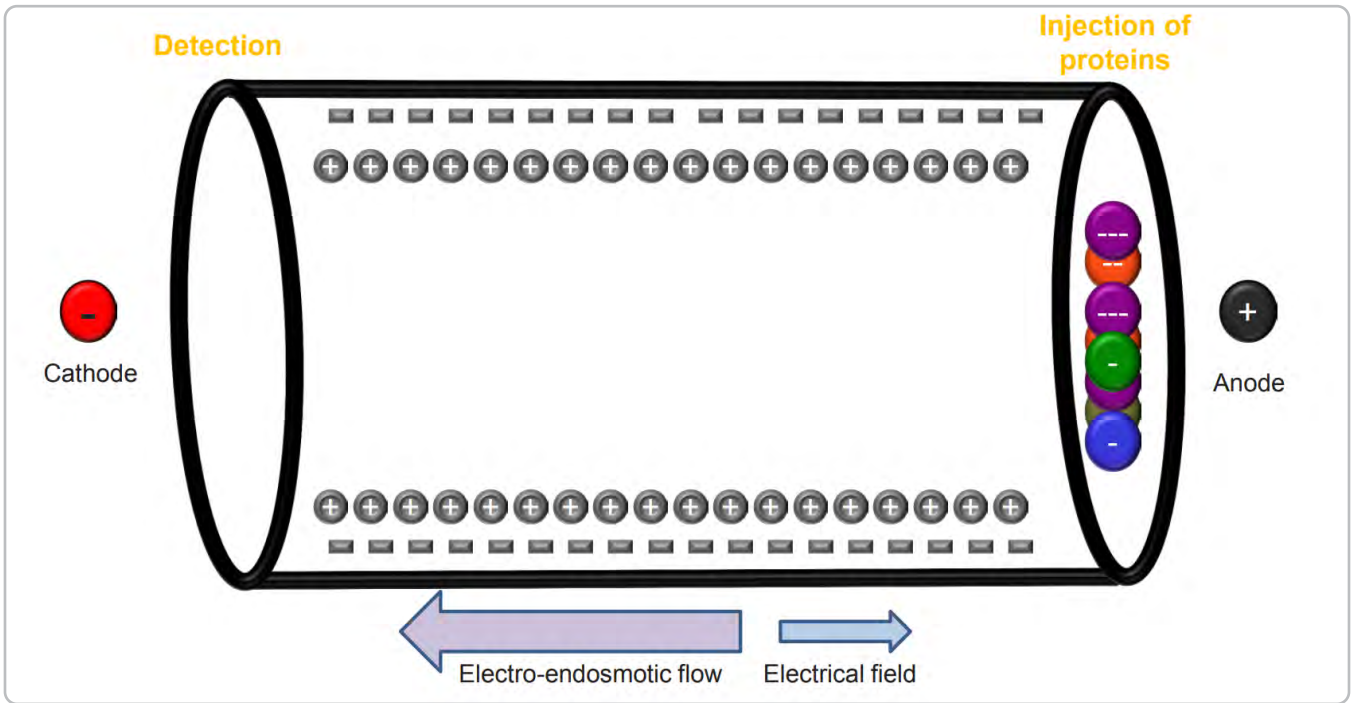 Detection
Injection of
proteins
---
--
---
-
-
-
+
Cathode
Anode
+ + + + + + + + + + + + + + + + + +
+ + + + + + + + + + + + + + + + + +
Electro-endosmotic flow
Electrical field